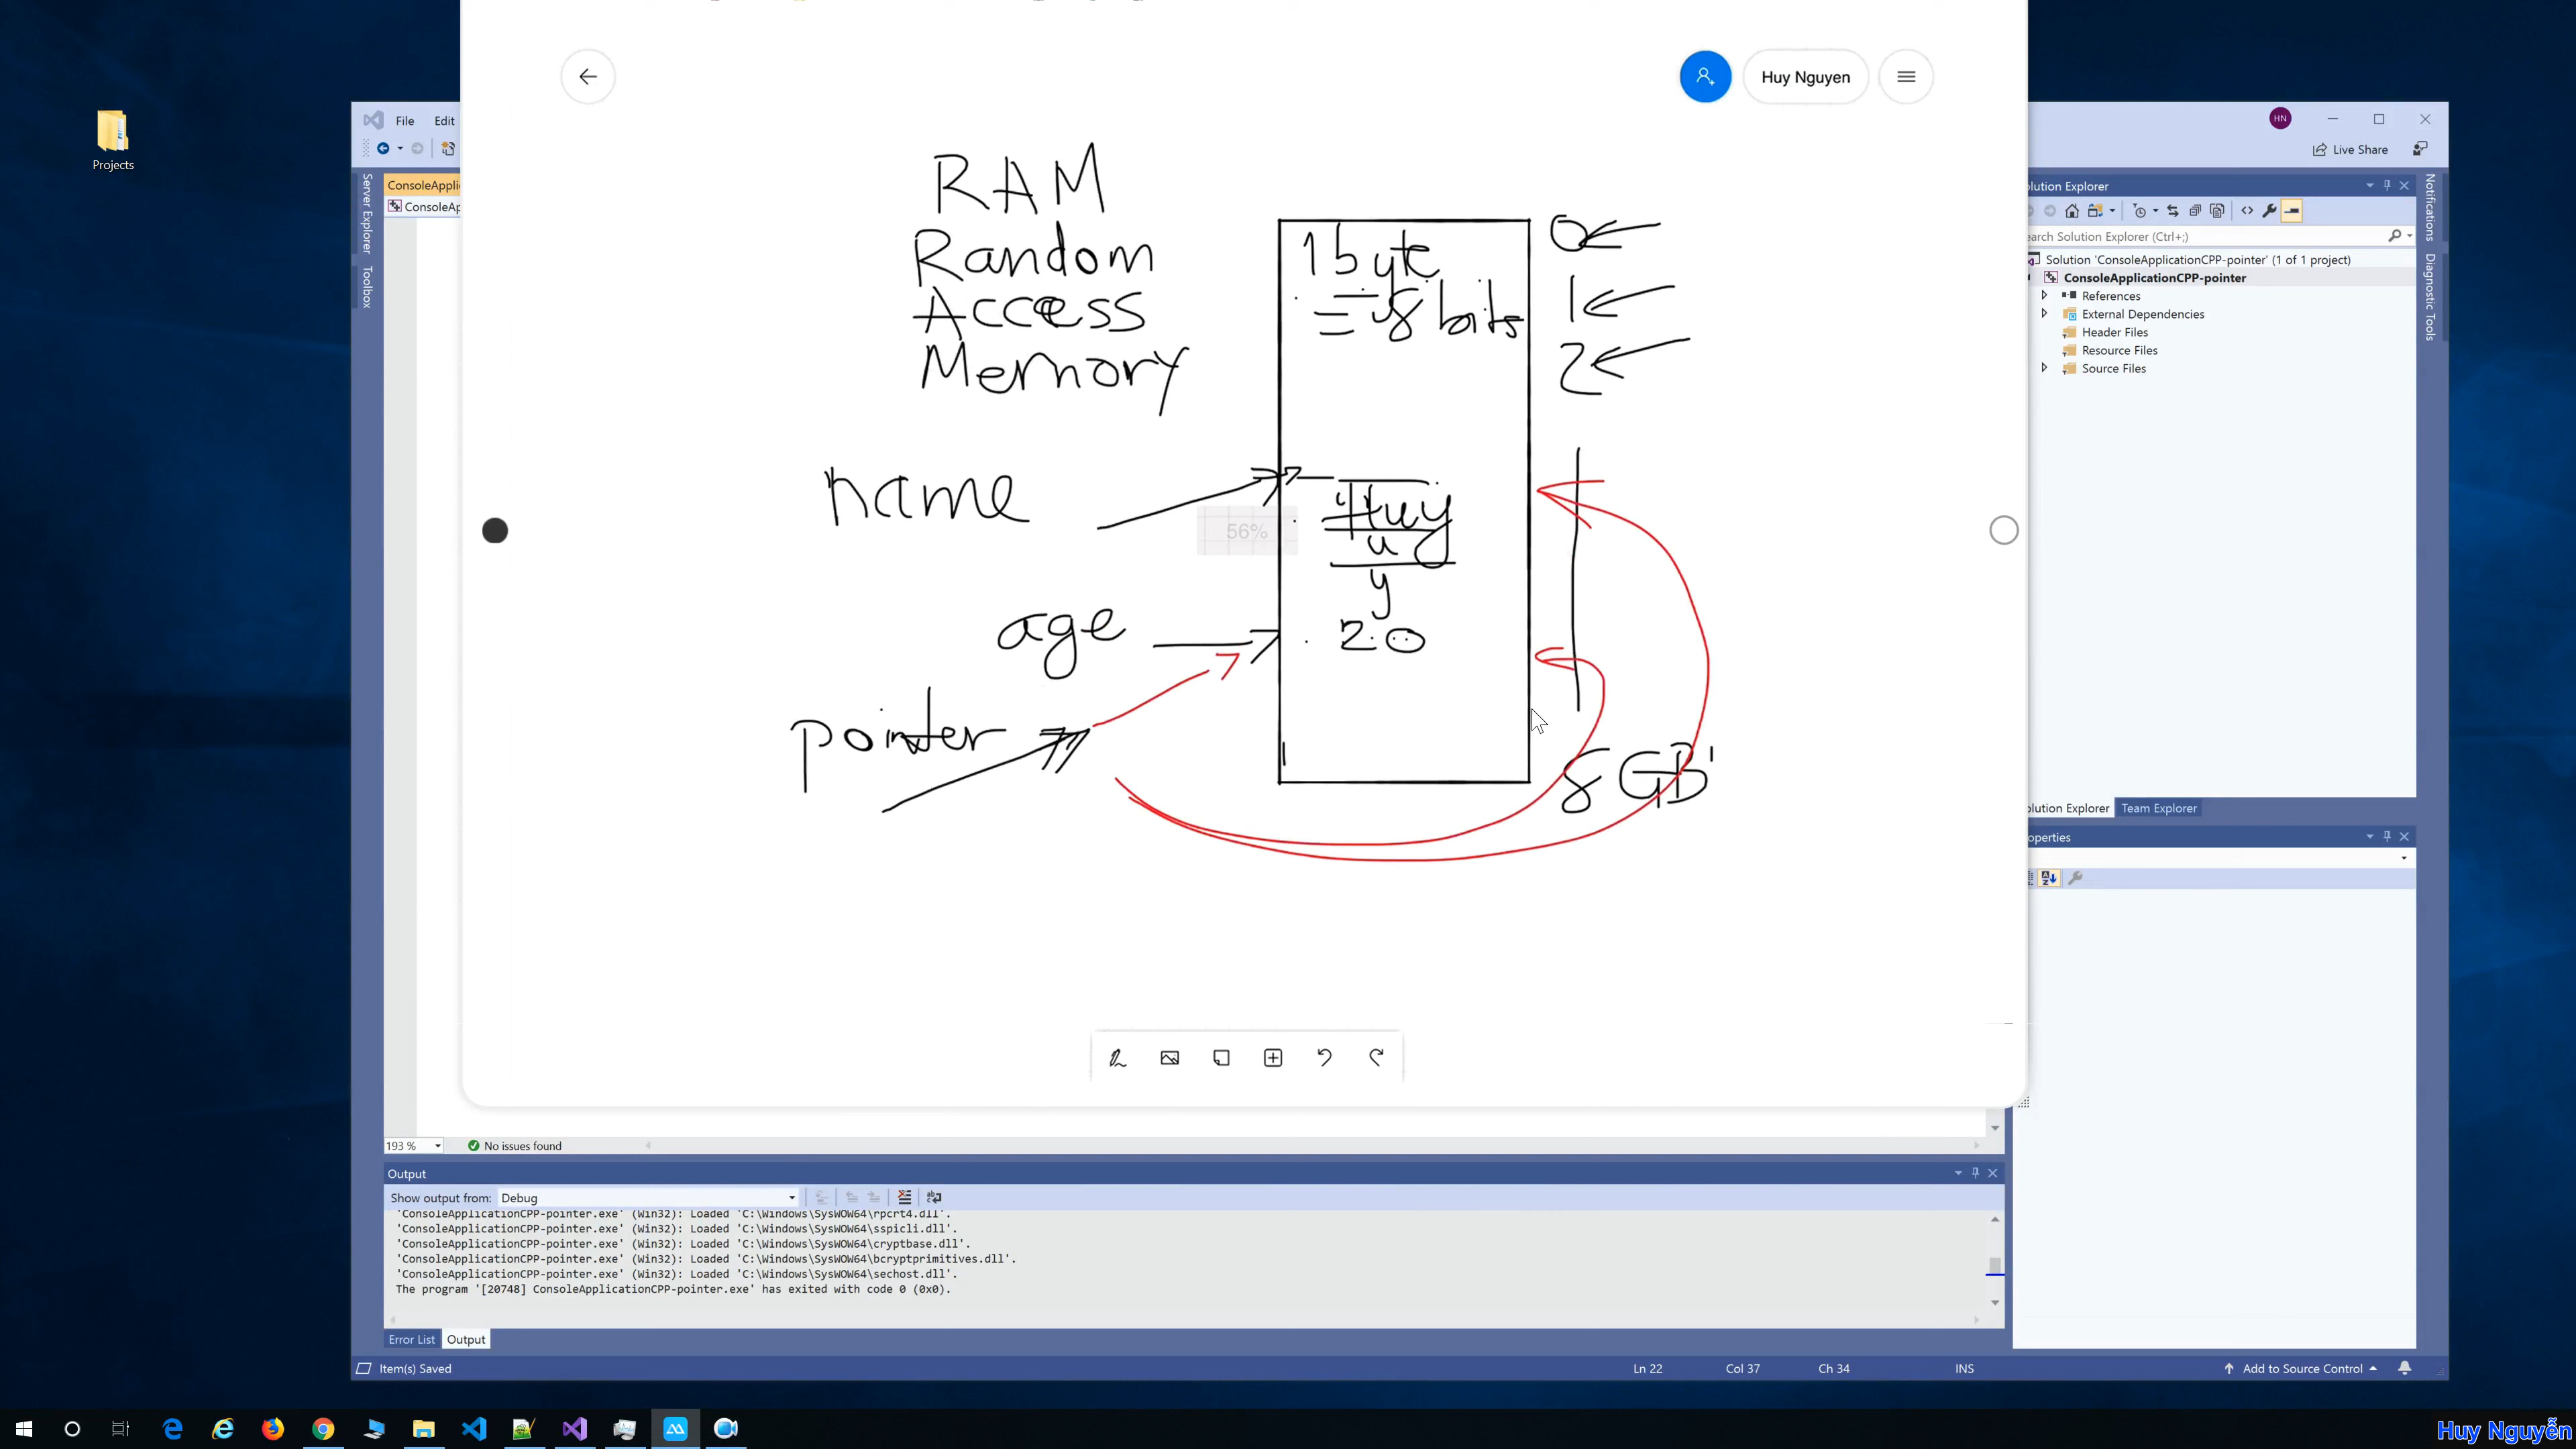 Huy Nguyen
Projects
File Edit
HN
Live Share
Server Explorer
Toolbox
ConsoleAppli
ConsoleAp
RAM
Random
Access
Memory
1 byte
= 8 bits
0
1
2
name
Huy
u
y
56%
age
20
pointer
8 GB
olution Explorer
earch Solution Explorer (Ctrl+;)
Solution 'ConsoleApplicationCPP-pointer' (1 of 1 project)
ConsoleApplicationCPP-pointer
References
External Dependencies
Header Files
Resource Files
Source Files
Notifications
Diagnostic Tools
olution Explorer Team Explorer
operties
193 % No issues found
Output
Show output from: Debug
'ConsoleApplicationCPP-pointer.exe' (Win32): Loaded 'C:\Windows\SysWOW64\rpcrt4.dll'.
'ConsoleApplicationCPP-pointer.exe' (Win32): Loaded 'C:\Windows\SysWOW64\sspicli.dll'.
'ConsoleApplicationCPP-pointer.exe' (Win32): Loaded 'C:\Windows\SysWOW64\cryptbase.dll'.
'ConsoleApplicationCPP-pointer.exe' (Win32): Loaded 'C:\Windows\SysWOW64\bcryptprimitives.dll'.
'ConsoleApplicationCPP-pointer.exe' (Win32): Loaded 'C:\Windows\SysWOW64\sechost.dll'.
The program '[20748] ConsoleApplicationCPP-pointer.exe' has exited with code 0 (0x0).
Error List Output
Item(s) Saved Ln 22 Col 37 Ch 34 INS Add to Source Control
Huy Nguyễn